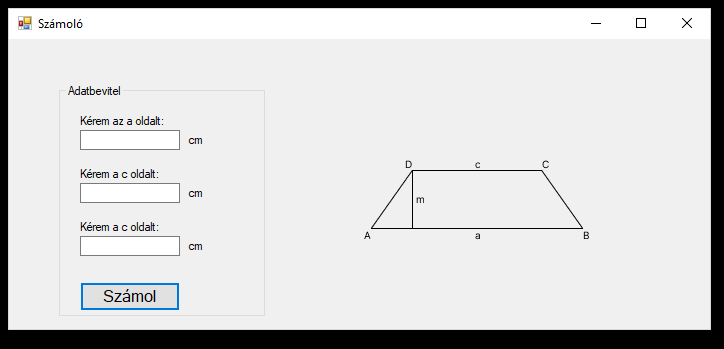 Számoló
Adatbevitel
Kérem az a oldalt:
cm
Kérem a c oldalt:
cm
Kérem a c oldalt:
cm
Számol
D c C
m
A a B